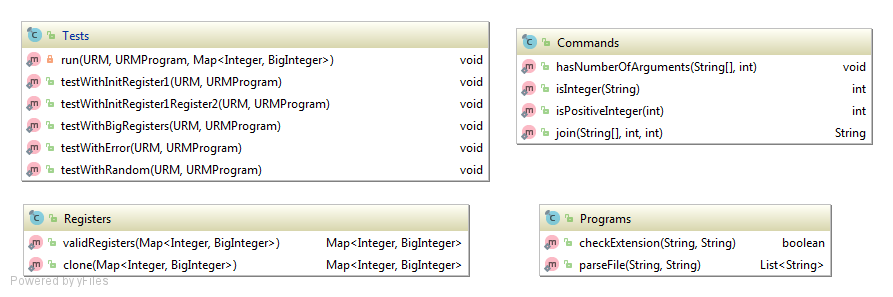 Tests
run(URM, URMProgram, Map<Integer, BigInteger>) void
testWithInitRegister1(URM, URMProgram) void
testWithInitRegister1Register2(URM, URMProgram) void
testWithBigRegisters(URM, URMProgram) void
testWithError(URM, URMProgram) void
testWithRandom(URM, URMProgram) void
Commands
hasNumberOfArguments(String[], int) void
isInteger(String) int
isPositiveInteger(int) int
join(String[], int, int) String
Registers
validRegisters(Map<Integer, BigInteger>) Map<Integer, BigInteger>
clone(Map<Integer, BigInteger>) Map<Integer, BigInteger>
Programs
checkExtension(String, String) boolean
parseFile(String, String) List<String>
Powered by yFiles